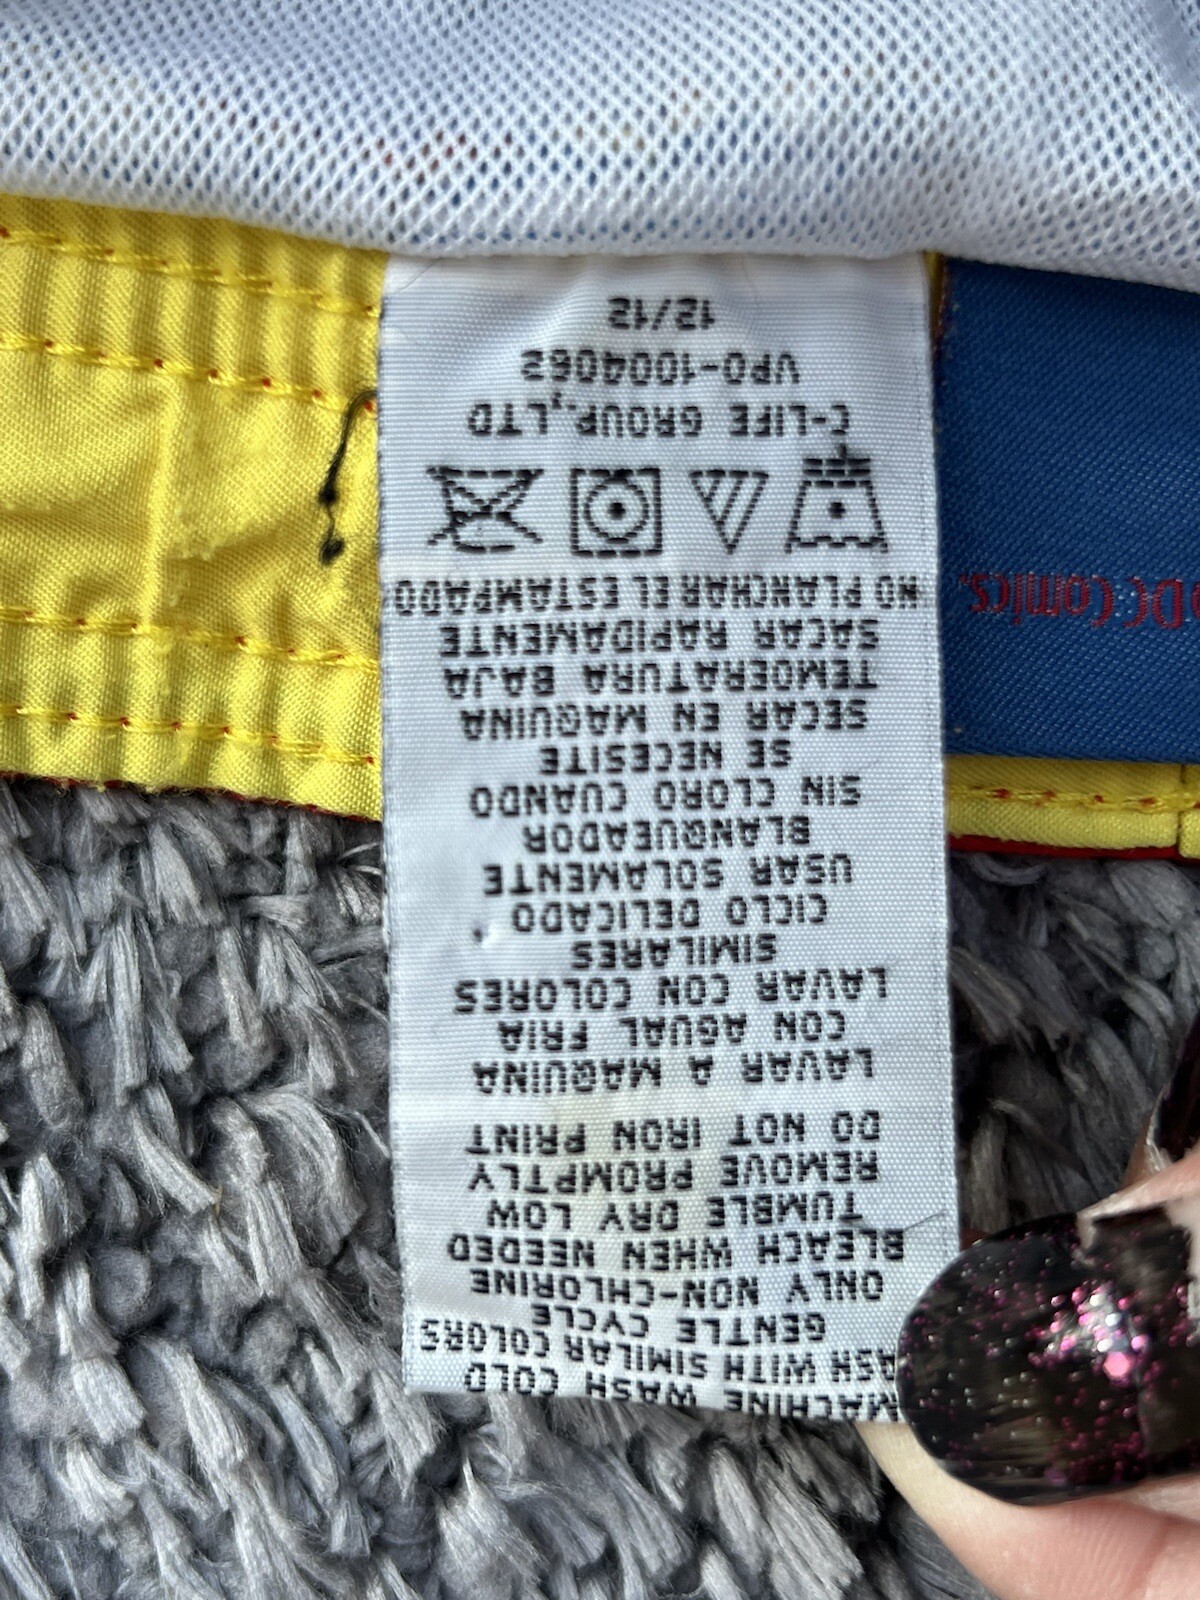 MACHINE WASH COLD
ASH WITH SIMILAR COLORS
GENTLE CYCLE
ONLY NON-CHLORINE
BLEACH WHEN NEEDED
TUMBLE DRY LOW
REMOVE PROMPTLY
DO NOT IRON PRINT
LAVAR A MAQUINA
CON AGUAL FRIA
LAVAR CON COLORES
SIMILARES
CICLO DELICADO
USAR SOLAMENTE
BLANQUEADOR
SIN CLORO CUANDO
SE NECESITE
SECAR EN MAQUINA
TEMOERATURA BAJA
SACAR RAPIDAMENTE
NO PLANCHAR EL ESTAMPADO
C-LIFE GROUP.,LTD
VPO-1004062
12/12
DC Comics.